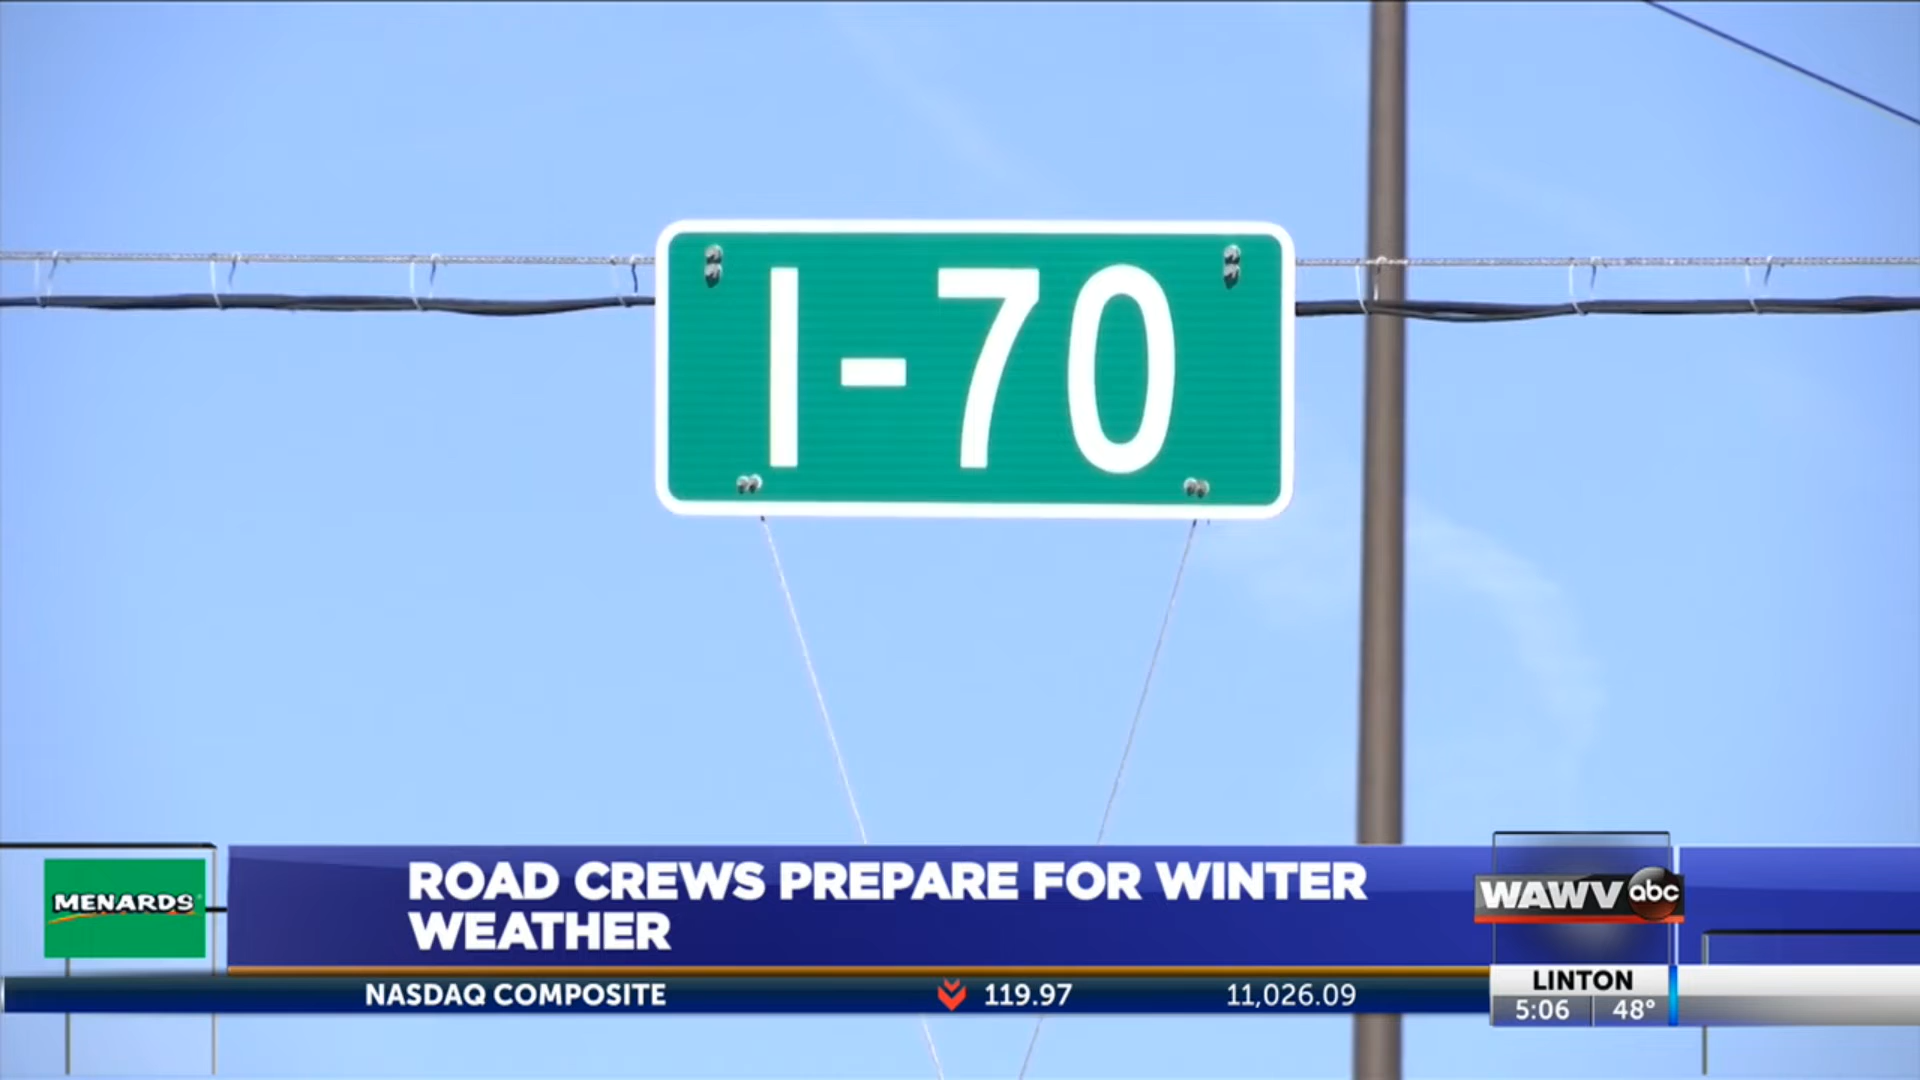 I-70
MENARDS
ROAD CREWS PREPARE FOR WINTER
WEATHER
WAWV abc
NASDAQ COMPOSITE 119.97 11,026.09
LINTON
5:06 48°